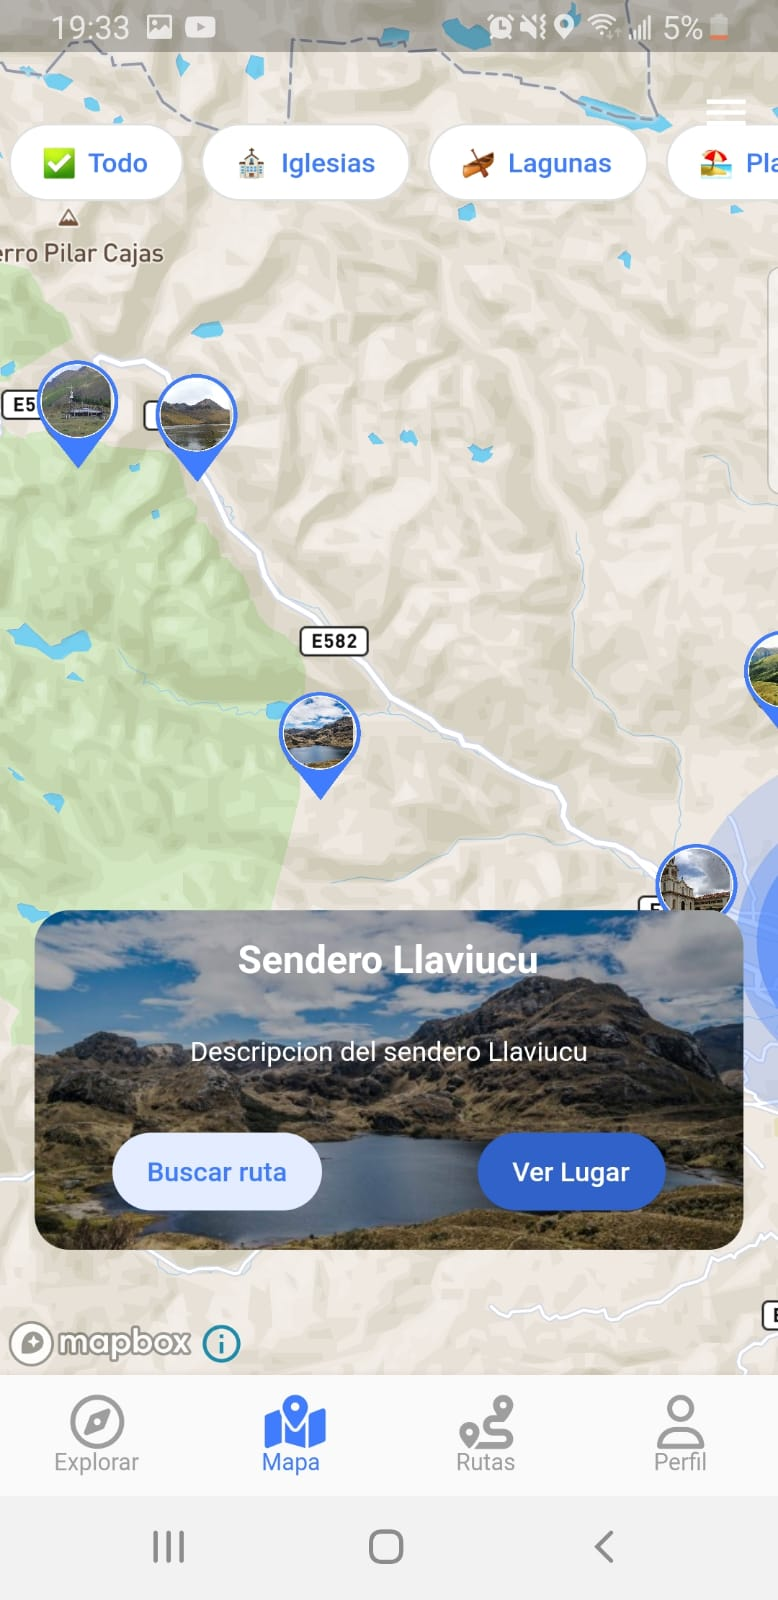 19:33
5%
Todo
Iglesias
Lagunas
erro Pilar Cajas
E5
E582
Sendero Llaviucu
Descripcion del sendero Llaviucu
Buscar ruta
Ver Lugar
mapbox
Explorar
Mapa
Rutas
Perfil